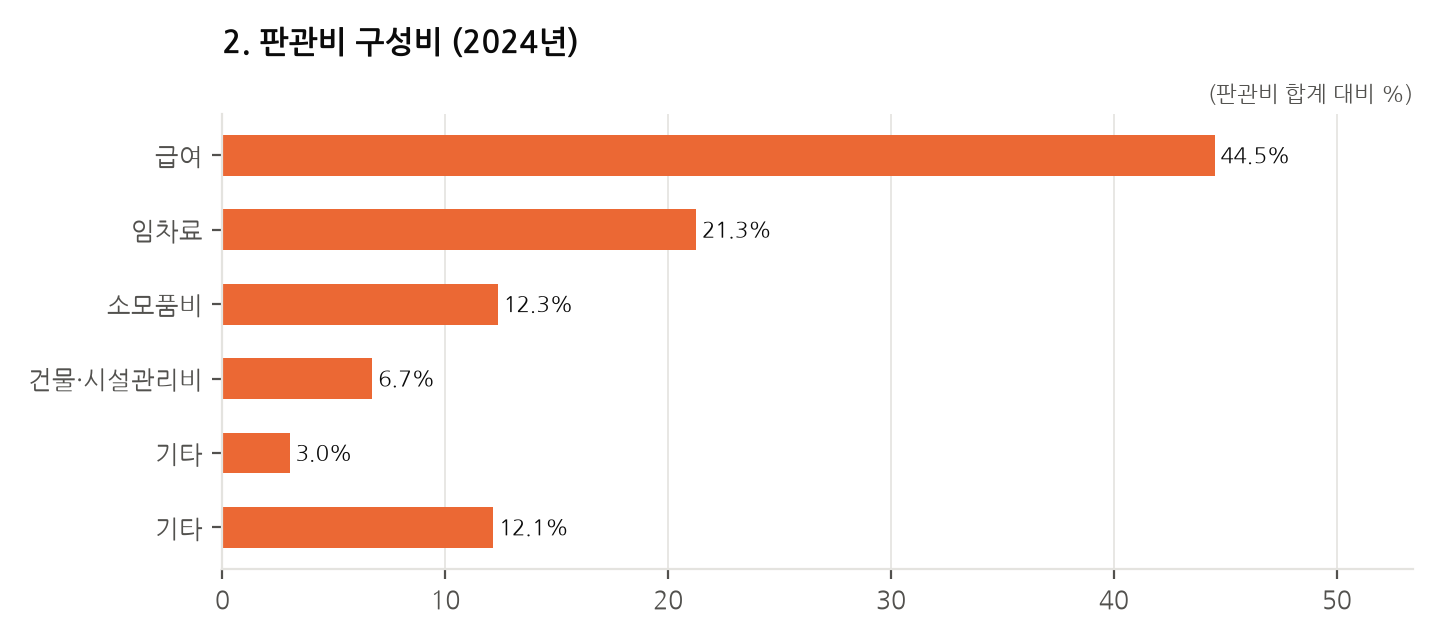 2. 판관비 구성비 (2024년)
(판관비 합계 대비 %)
급여 44.5%
임차료 21.3%
소모품비 12.3%
건물·시설관리비 6.7%
기타 3.0%
기타 12.1%
0 10 20 30 40 50